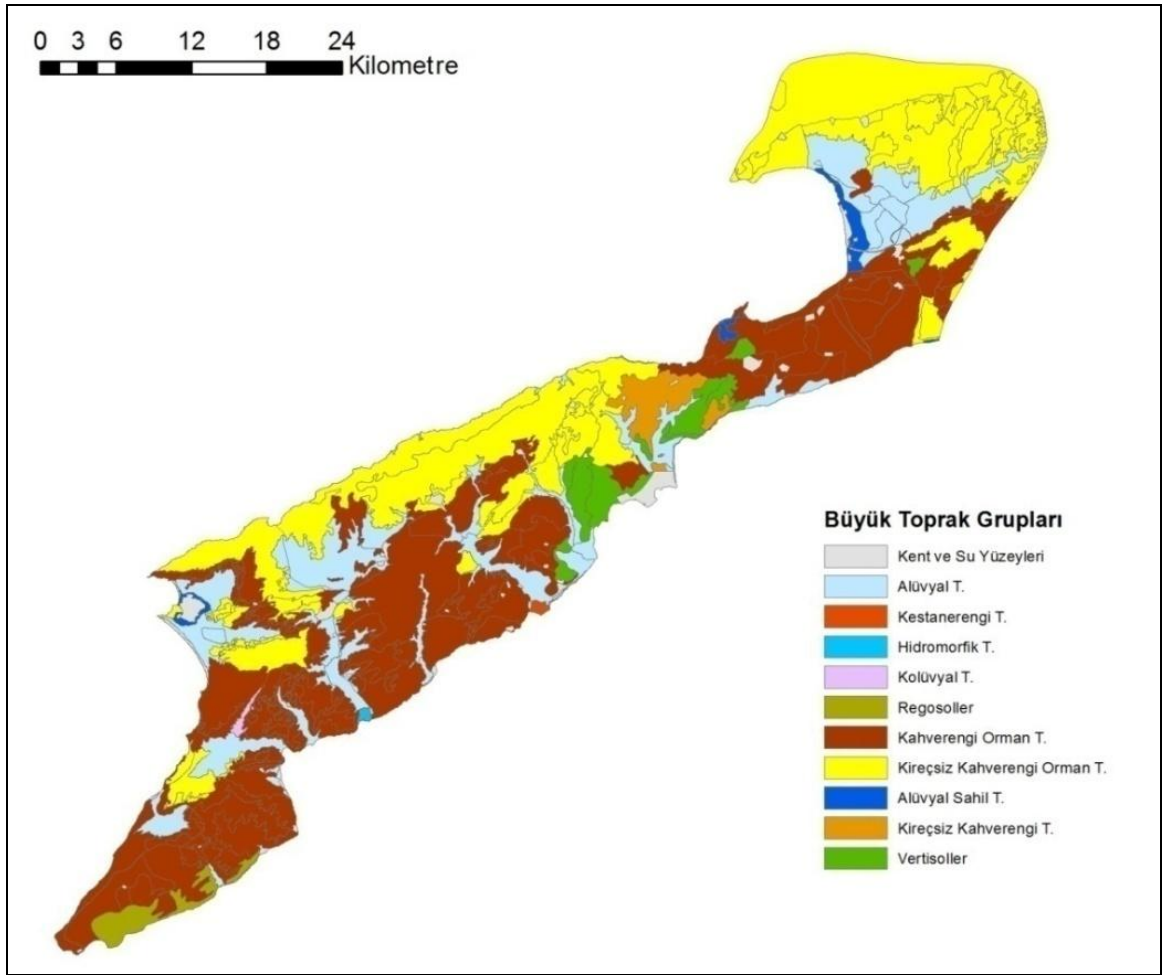 0 3 6 12 18 24
Kilometre
Büyük Toprak Grupları
Kent ve Su Yüzeyleri
Alüvyal T.
Kestanerengi T.
Hidromorfik T.
Kolüvyal T.
Regosoller
Kahverengi Orman T.
Kireçsiz Kahverengi Orman T.
Alüvyal Sahil T.
Kireçsiz Kahverengi T.
Vertisoller